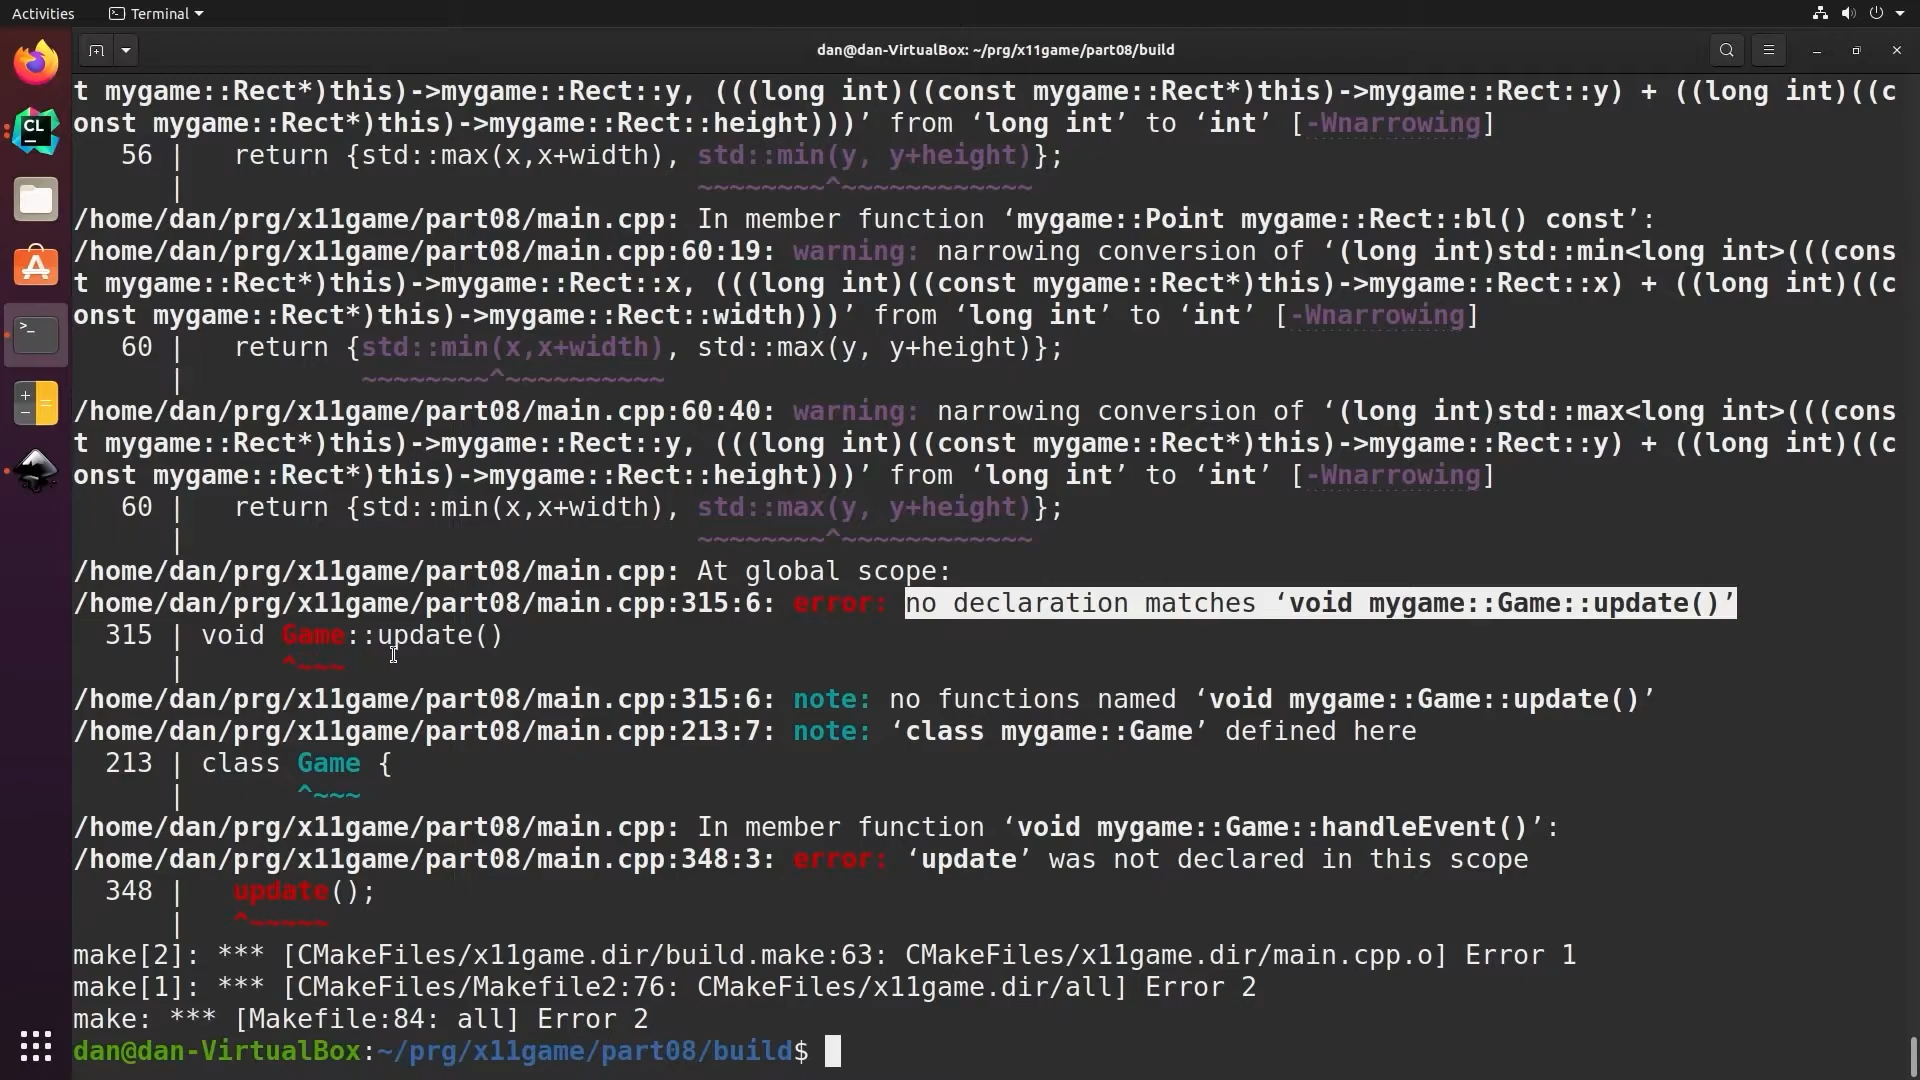 Activities
Terminal
dan@dan-VirtualBox: ~/prg/x11game/part08/build
CL
t mygame::Rect*)this)->mygame::Rect::y, (((long int)((const mygame::Rect*)this)->mygame::Rect::y) + ((long int)((c
onst mygame::Rect*)this)->mygame::Rect::height)))’ from ‘long int’ to ‘int’ [-Wnarrowing]
56 |   return {std::max(x,x+width), std::min(y, y+height)};
|                                ~~~~~~~~^~~~~~~~~~~~~
/home/dan/prg/x11game/part08/main.cpp: In member function ‘mygame::Point mygame::Rect::bl() const’:
/home/dan/prg/x11game/part08/main.cpp:60:19: warning: narrowing conversion of ‘(long int)std::min<long int>(((cons
t mygame::Rect*)this)->mygame::Rect::x, (((long int)((const mygame::Rect*)this)->mygame::Rect::x) + ((long int)((c
onst mygame::Rect*)this)->mygame::Rect::width)))’ from ‘long int’ to ‘int’ [-Wnarrowing]
60 |   return {std::min(x,x+width), std::max(y, y+height)};
|           ~~~~~~~~^~~~~~~~~~~
/home/dan/prg/x11game/part08/main.cpp:60:40: warning: narrowing conversion of ‘(long int)std::max<long int>(((cons
t mygame::Rect*)this)->mygame::Rect::y, (((long int)((const mygame::Rect*)this)->mygame::Rect::y) + ((long int)((c
onst mygame::Rect*)this)->mygame::Rect::height)))’ from ‘long int’ to ‘int’ [-Wnarrowing]
60 |   return {std::min(x,x+width), std::max(y, y+height)};
|                                ~~~~~~~~^~~~~~~~~~~~~
/home/dan/prg/x11game/part08/main.cpp: At global scope:
/home/dan/prg/x11game/part08/main.cpp:315:6: error: no declaration matches ‘void mygame::Game::update()’
315 | void Game::update()
|      ^~~~
/home/dan/prg/x11game/part08/main.cpp:315:6: note: no functions named ‘void mygame::Game::update()’
/home/dan/prg/x11game/part08/main.cpp:213:7: note: ‘class mygame::Game’ defined here
213 | class Game {
|       ^~~~
/home/dan/prg/x11game/part08/main.cpp: In member function ‘void mygame::Game::handleEvent()’:
/home/dan/prg/x11game/part08/main.cpp:348:3: error: ‘update’ was not declared in this scope
348 |   update();
|   ^~~~~~
make[2]: *** [CMakeFiles/x11game.dir/build.make:63: CMakeFiles/x11game.dir/main.cpp.o] Error 1
make[1]: *** [CMakeFiles/Makefile2:76: CMakeFiles/x11game.dir/all] Error 2
make: *** [Makefile:84: all] Error 2
dan@dan-VirtualBox:~/prg/x11game/part08/build$